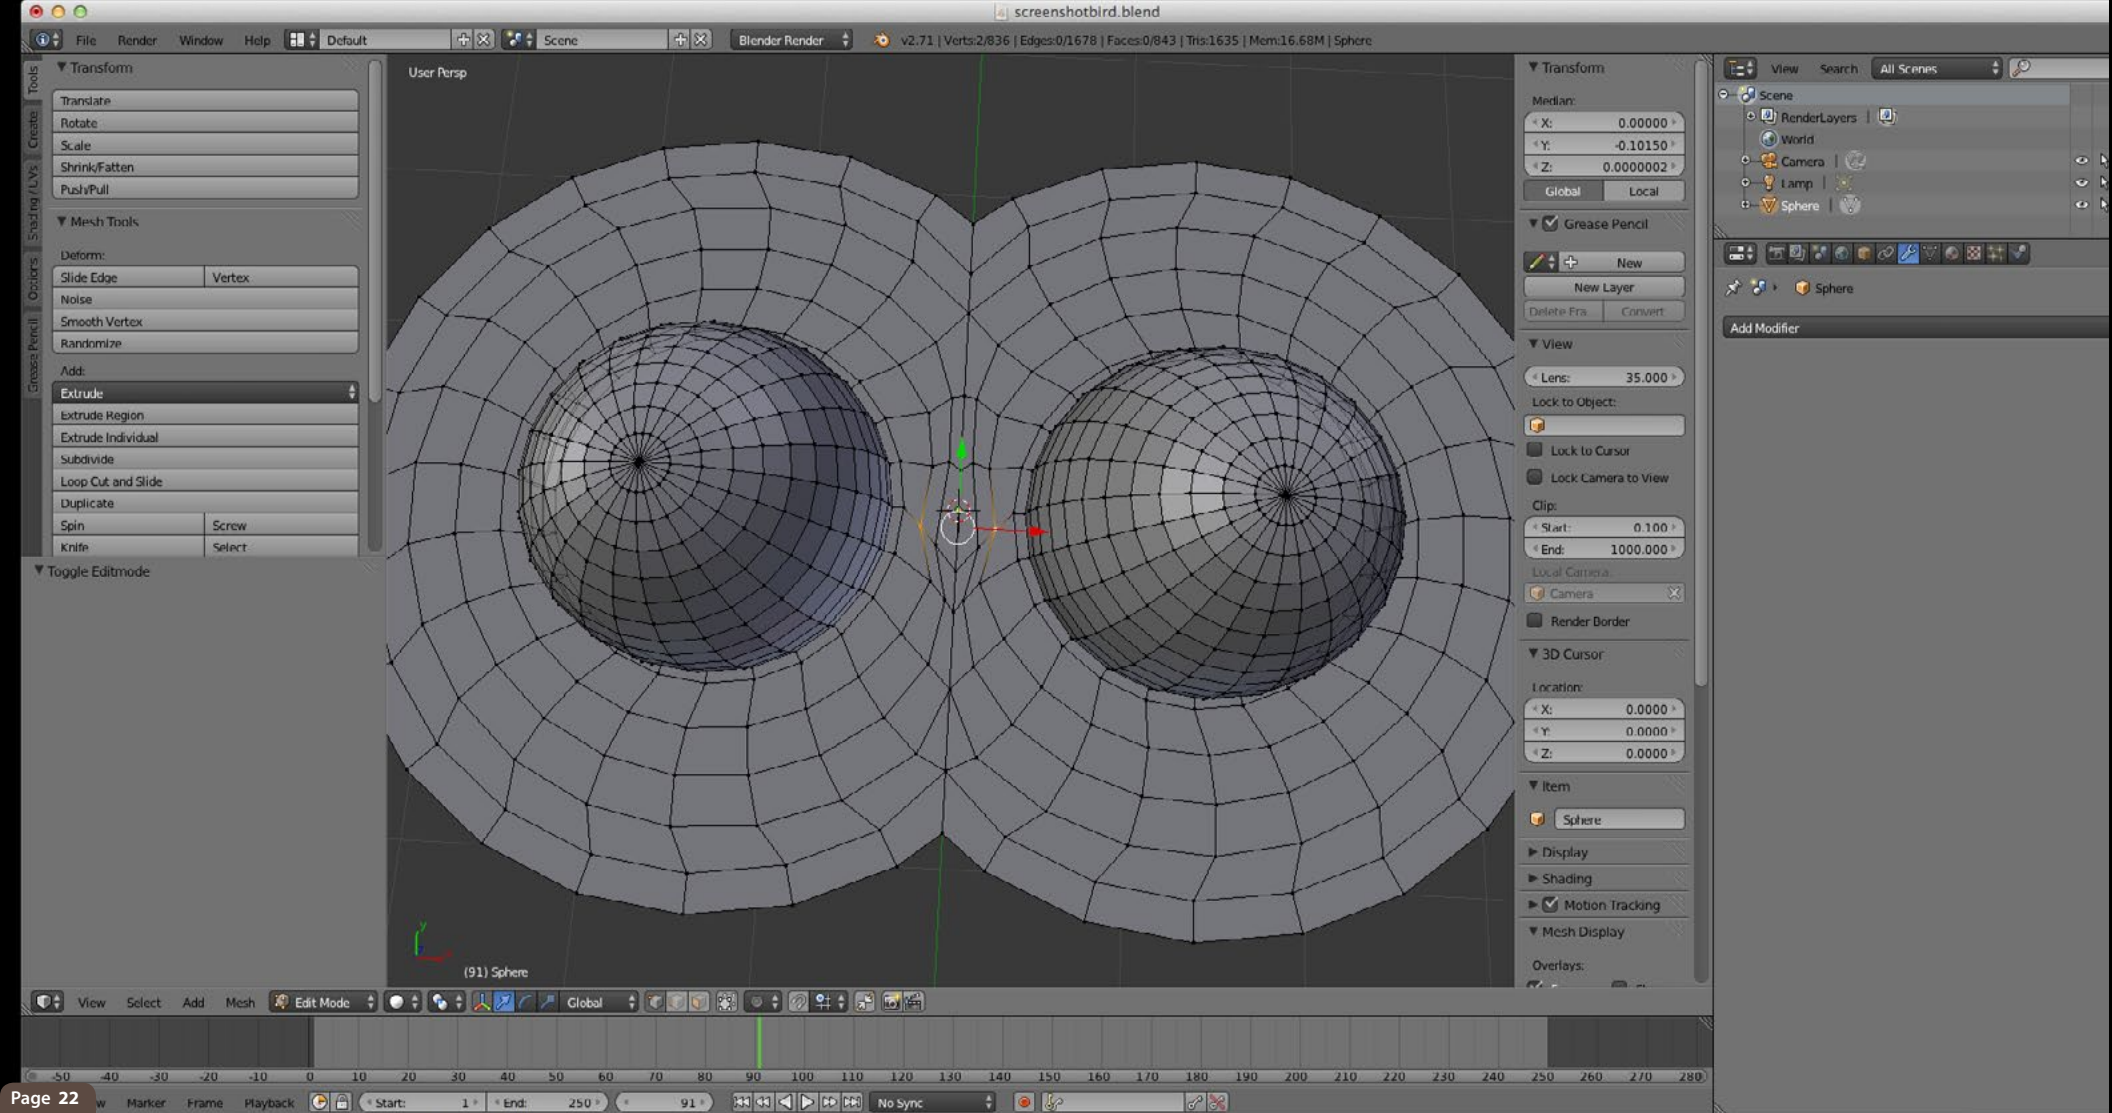 screenshotbird.blend
File Render Window Help Default Scene Blender Render v2.71 | Verts:2/836 | Edges:0/1678 | Faces:0/843 | Tris:1635 | Mem:16.68M | Sphere
Tools
Create
Shading / UVs
Options
Grease Pencil
Transform
Translate
Rotate
Scale
Shrink/Fatten
Push/Pull
Mesh Tools
Deform:
Slide Edge Vertex
Noise
Smooth Vertex
Randomize
Add:
Extrude
Extrude Region
Extrude Individual
Subdivide
Loop Cut and Slide
Duplicate
Spin Screw
Knife Select
Toggle Editmode
User Persp
y
(91) Sphere
Transform
Median:
X: 0.00000
Y: -0.10150
Z: 0.0000002
Global Local
Grease Pencil
New
New Layer
Delete Fra Convert
View
Lens: 35.000
Lock to Object:
Lock to Cursor
Lock Camera to View
Clip:
Start: 0.100
End: 1000.000
Local Camera:
Camera
Render Border
3D Cursor
Location:
X: 0.0000
Y: 0.0000
Z: 0.0000
Item
Sphere
Display
Shading
Motion Tracking
Mesh Display
Overlays:
View Search All Scenes
Scene
RenderLayers |
World
Camera |
Lamp |
Sphere |
Sphere
Add Modifier
View Select Add Mesh Edit Mode Global
-50 -40 -30 -20 -10 0 10 20 30 40 50 60 70 80 90 100 110 120 130 140 150 160 170 180 190 200 210 220 230 240 250 260 270 280
Page 22
w Marker Frame Playback Start: 1 End: 250 91 No Sync